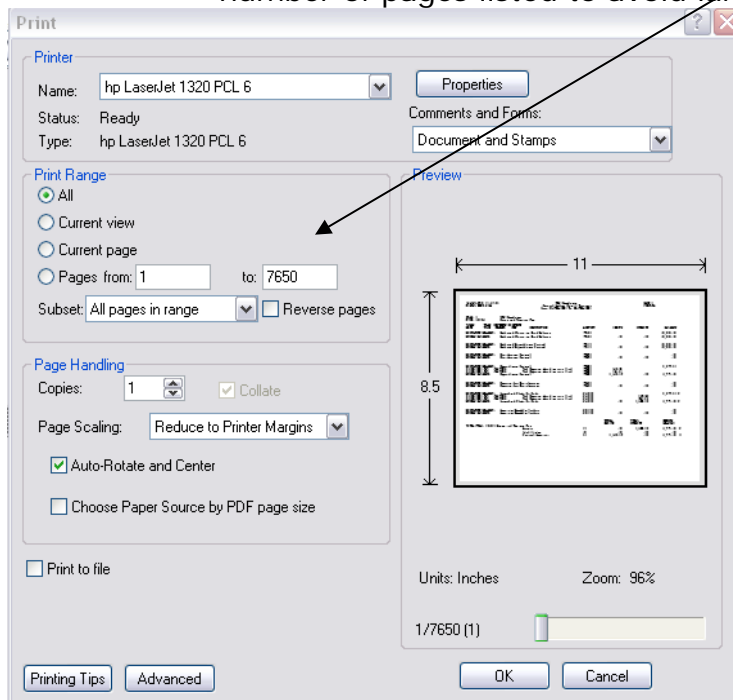 number of pages listed to avoid
Print
Printer
Name: hp LaserJet 1320 PCL 6 Properties
Status: Ready Comments and Forms:
Type: hp LaserJet 1320 PCL 6 Document and Stamps
Print Range Preview
All
Current view
Current page
Pages from: 1 to: 7650
Subset: All pages in range Reverse pages
11
8.5
Page Handling
Copies: 1 Collate
Page Scaling: Reduce to Printer Margins
Auto-Rotate and Center
Choose Paper Source by PDF page size
Print to file
Units: Inches Zoom: 96%
1/7650 (1)
Printing Tips Advanced OK Cancel